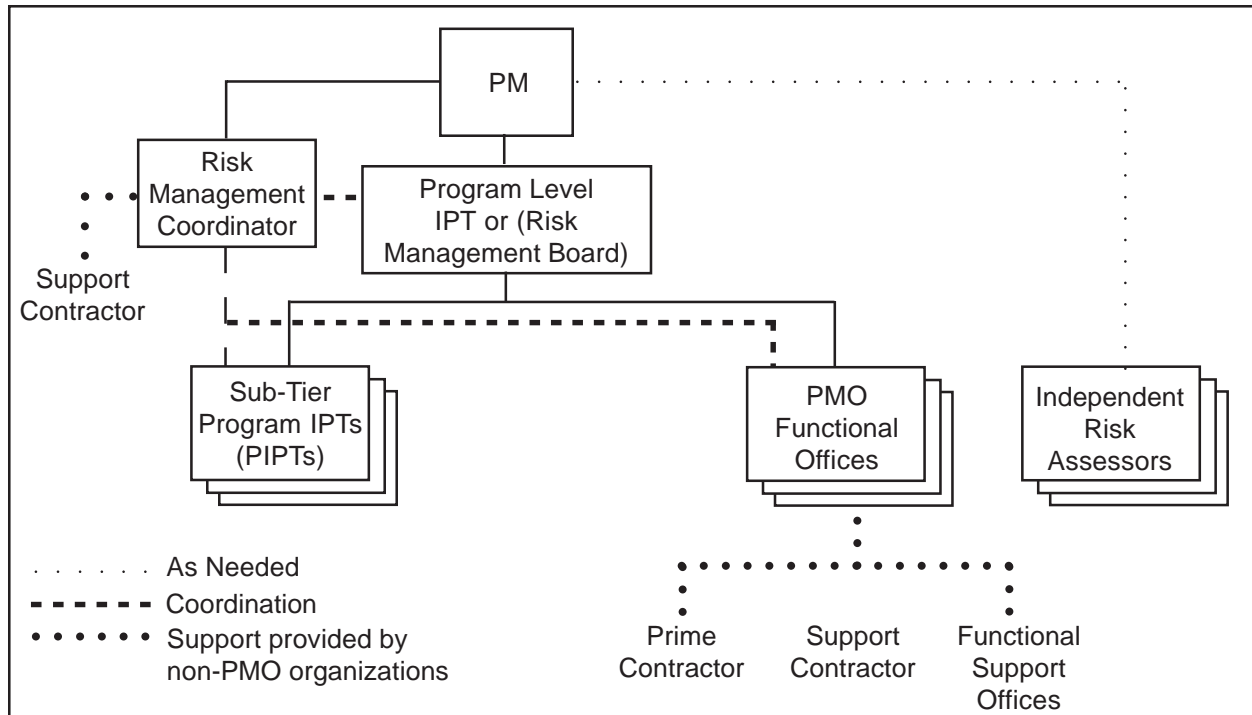 PM
Risk
Management
Coordinator
Program Level
IPT or (Risk
Management Board)
Support
Contractor
Sub-Tier
Program IPTs
(PIPTs)
PMO
Functional
Offices
Independent
Risk
Assessors
As Needed
Coordination
Support provided by
non-PMO organizations
Prime
Contractor
Support
Contractor
Functional
Support
Offices